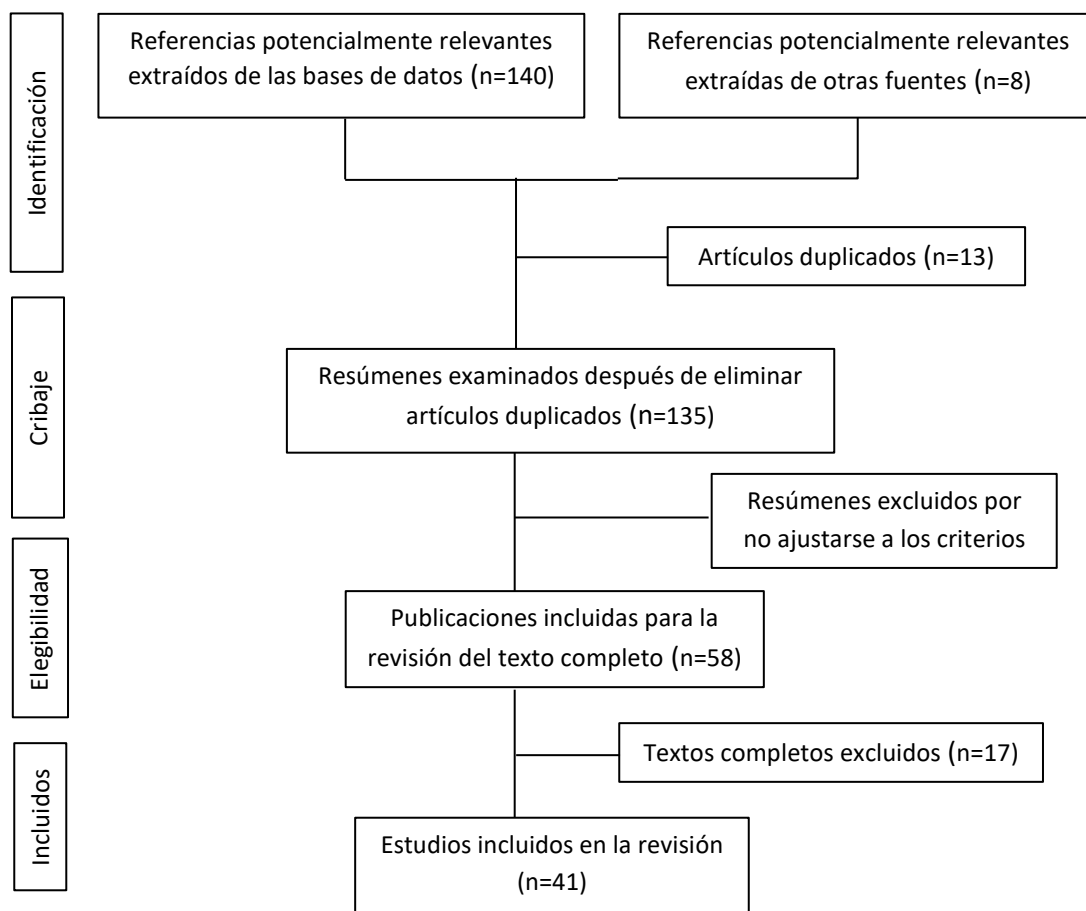 Identificación
Referencias potencialmente relevantes
extraídos de las bases de datos (n=140)
Referencias potencialmente relevantes
extraídas de otras fuentes (n=8)
Artículos duplicados (n=13)
Cribaje
Resúmenes examinados después de eliminar
artículos duplicados (n=135)
Resúmenes excluidos por
no ajustarse a los criterios
Elegibilidad
Publicaciones incluidas para la
revisión del texto completo (n=58)
Textos completos excluidos (n=17)
Incluidos
Estudios incluidos en la revisión
(n=41)